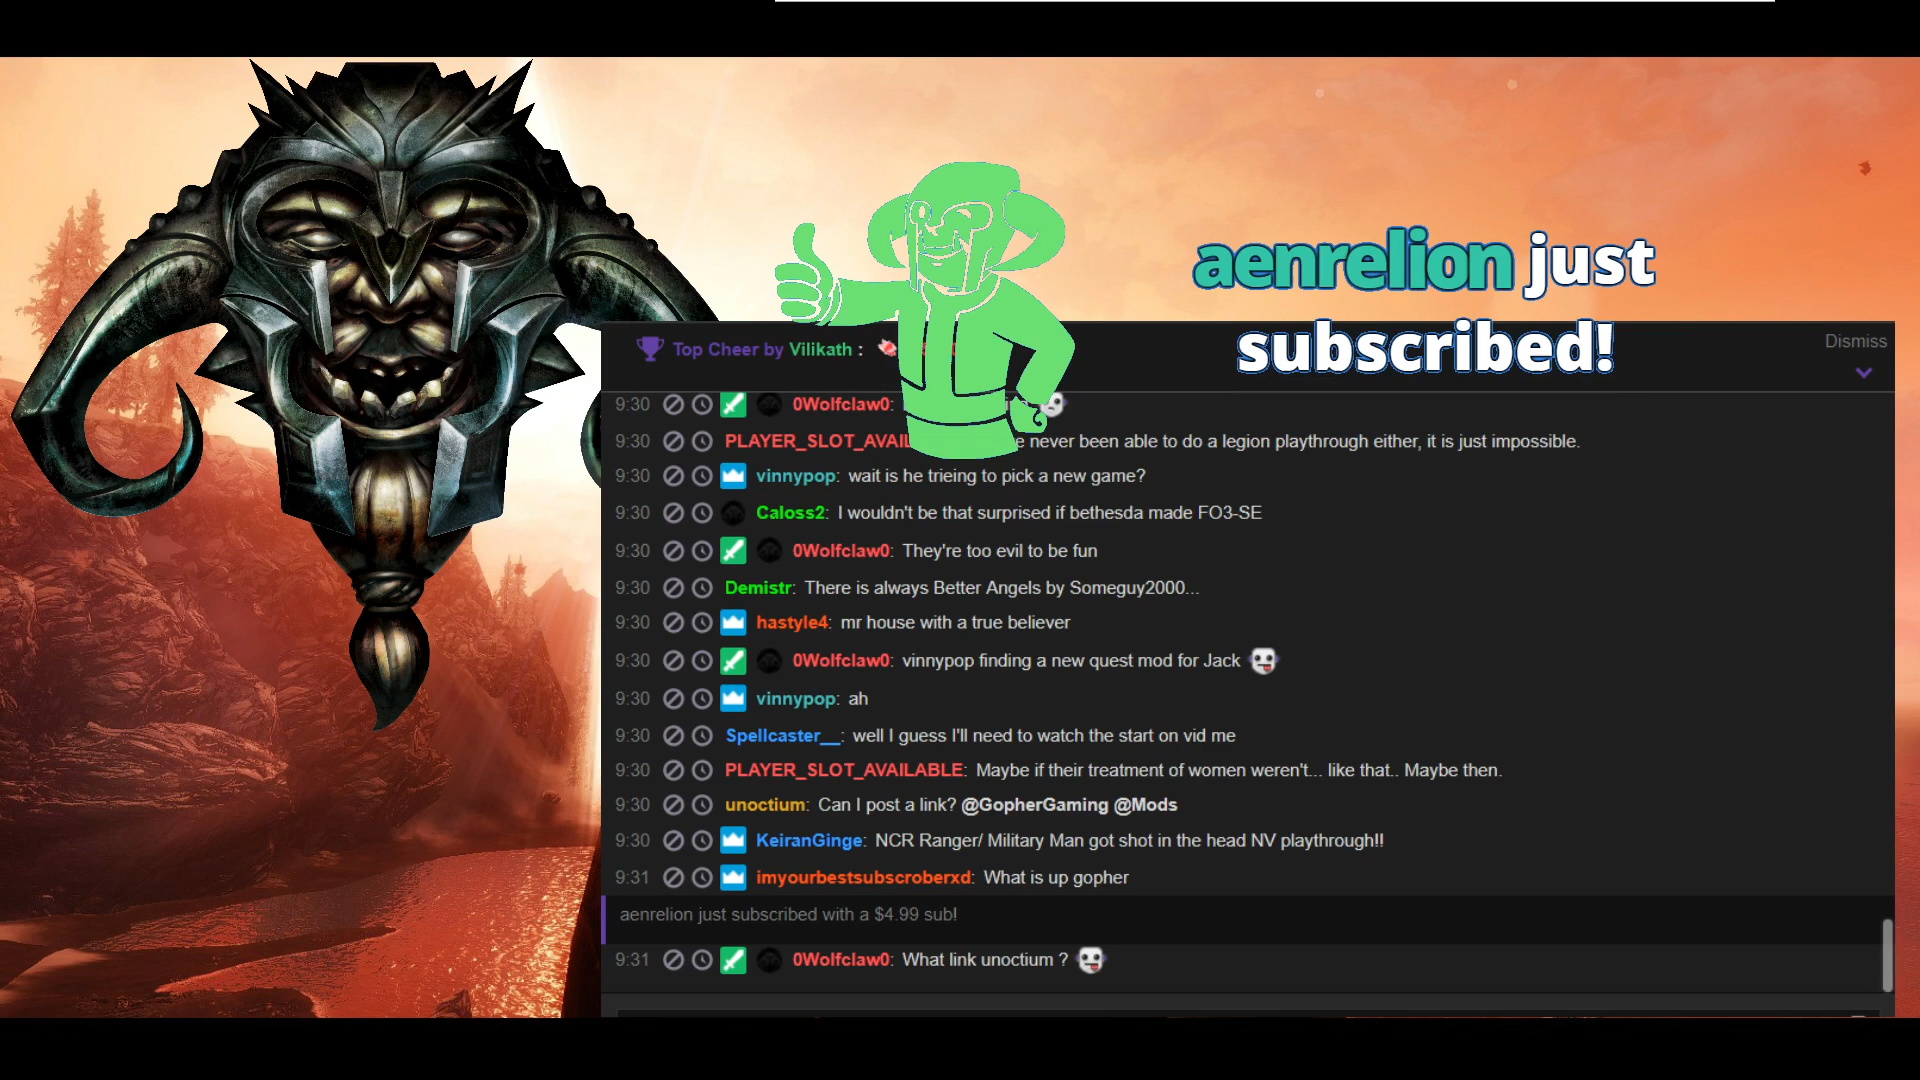 aenrelion just
subscribed!
Top Cheer by Vilikath :
Dismiss
9:30 0Wolfclaw0:
9:30 PLAYER_SLOT_AVAIL never been able to do a legion playthrough either, it is just impossible.
9:30 vinnypop: wait is he trieing to pick a new game?
9:30 Caloss2: I wouldn't be that surprised if bethesda made FO3-SE
9:30 0Wolfclaw0: They're too evil to be fun
9:30 Demistr: There is always Better Angels by Someguy2000...
9:30 hastyle4: mr house with a true believer
9:30 0Wolfclaw0: vinnypop finding a new quest mod for Jack
9:30 vinnypop: ah
9:30 Spellcaster__: well I guess I'll need to watch the start on vid me
9:30 PLAYER_SLOT_AVAILABLE: Maybe if their treatment of women weren't... like that.. Maybe then.
9:30 unoctium: Can I post a link? @GopherGaming @Mods
9:30 KeiranGinge: NCR Ranger/ Military Man got shot in the head NV playthrough!!
9:31 imyourbestsubscroberxd: What is up gopher
aenrelion just subscribed with a $4.99 sub!
9:31 0Wolfclaw0: What link unoctium ?